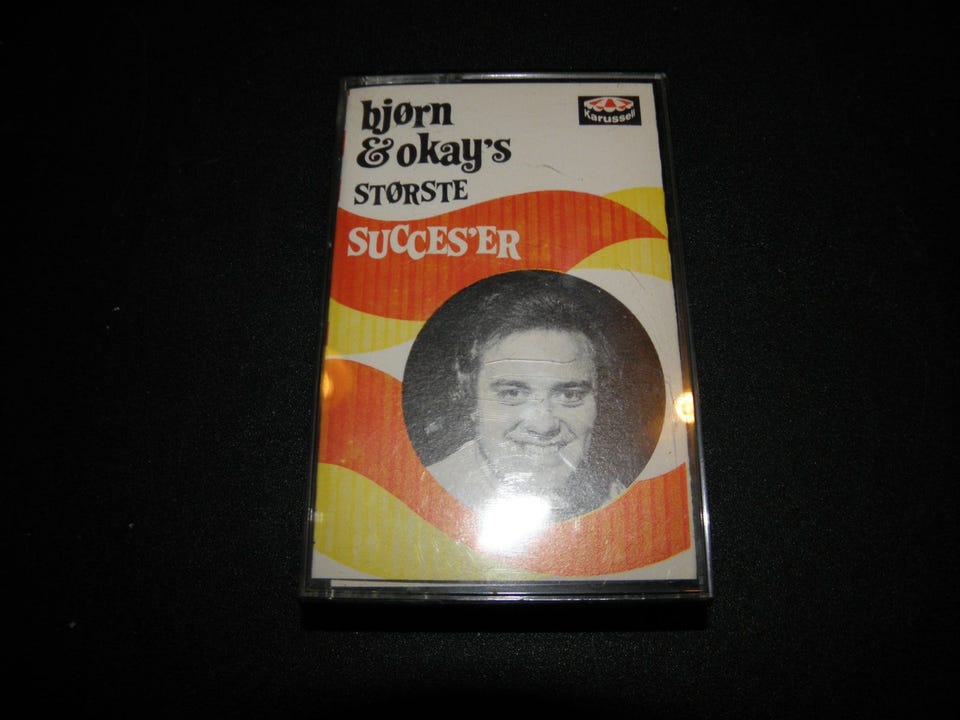 bjørn
& okay's
STØRSTE
SUCCES'ER
Karussell